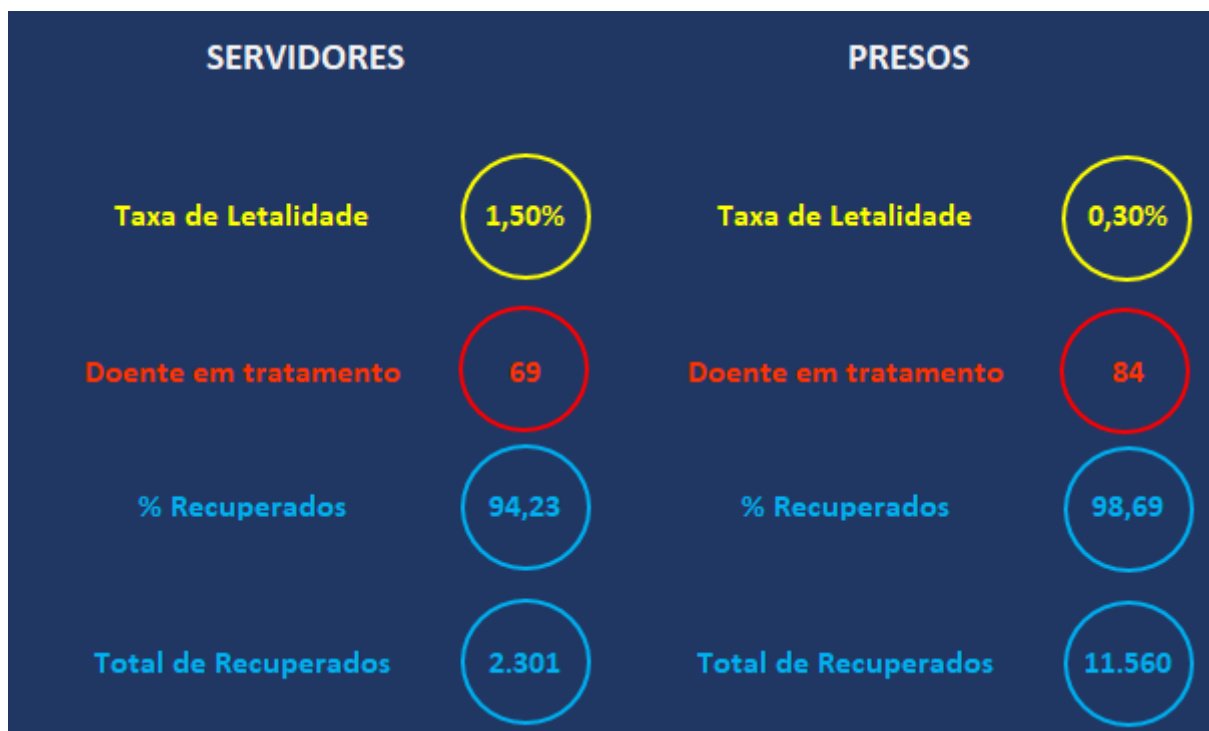 SERVIDORES
PRESOS
Taxa de Letalidade
1,50%
Taxa de Letalidade
0,30%
Doente em tratamento
69
Doente em tratamento
84
% Recuperados
94,23
% Recuperados
98,69
Total de Recuperados
2.301
Total de Recuperados
11.560